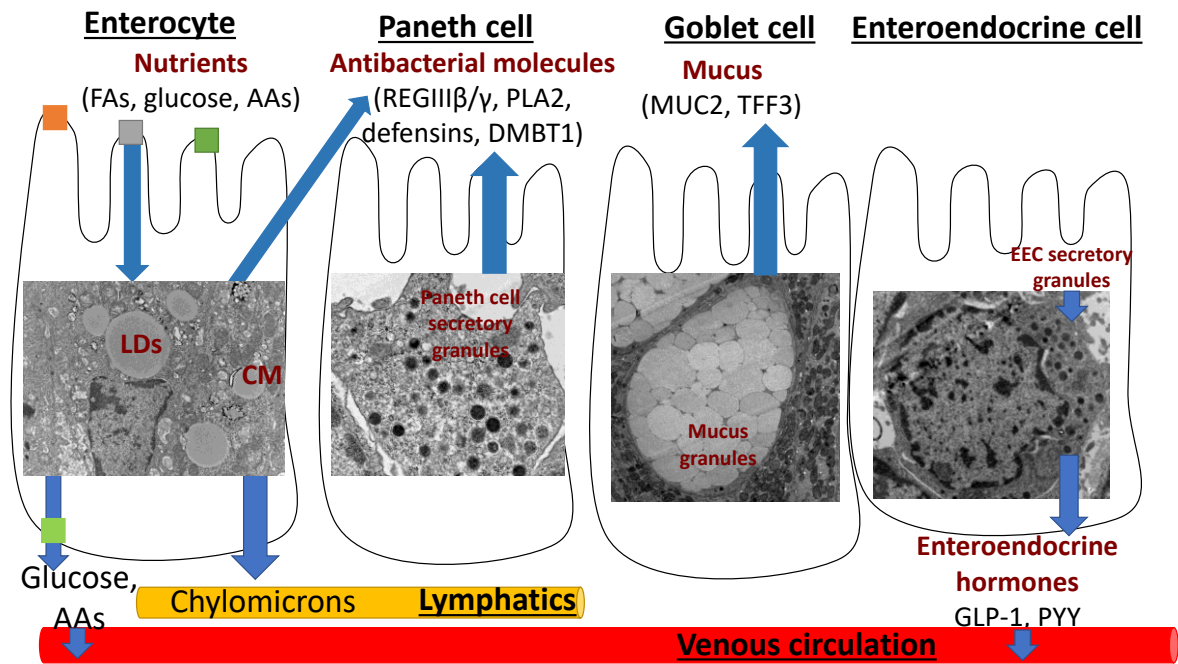 Enterocyte
Nutrients
(FAs, glucose, AAs)
Paneth cell
Antibacterial molecules
(REGIIIβ/γ, PLA2,
defensins, DMBT1)
Goblet cell
Mucus
(MUC2, TFF3)
Enteroendocrine cell
LDs
CM
Paneth cell
secretory
granules
Mucus
granules
EEC secretory
granules
Glucose,
AAs
Chylomicrons
Lymphatics
Enteroendocrine
hormones
GLP-1, PYY
Venous circulation